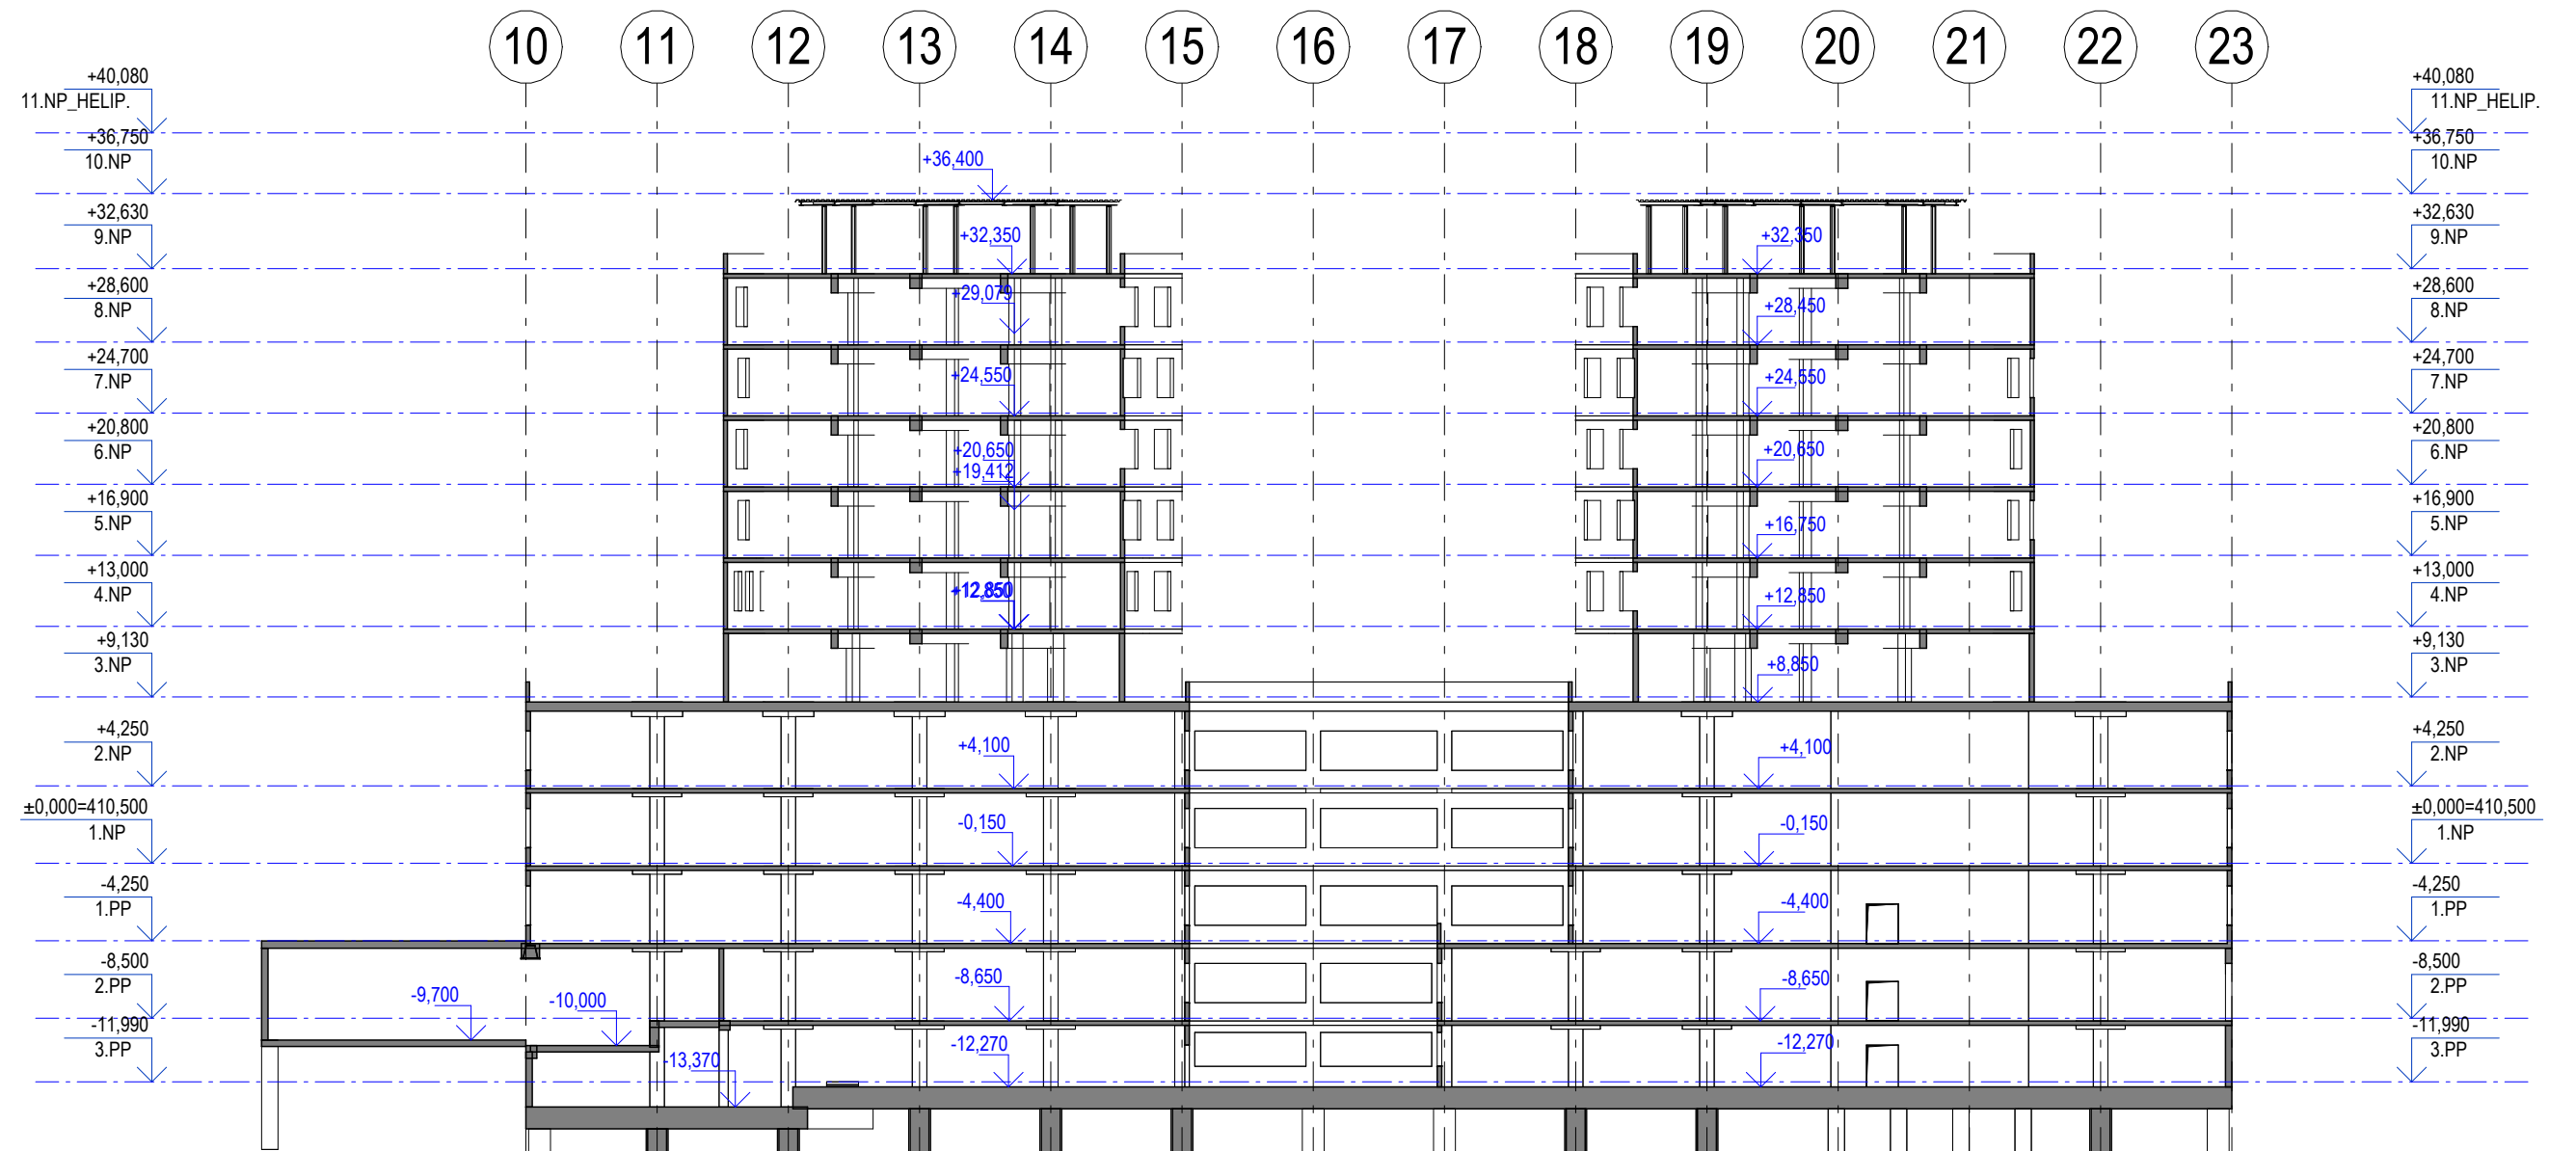 10 11 12 13 14 15 16 17 18 19 20 21 22 23
+40,080 +40,080
11.NP_HELIP. 11.NP_HELIP.
+36,750 +36,750
+36,400
10.NP 10.NP
+32,630 +32,630
+32,350 +32,350
9.NP 9.NP
+28,600 +28,600
+29,079
+28,450
8.NP 8.NP
+24,700 +24,700
+24,550 +24,550
7.NP 7.NP
+20,800 +20,800
+20,650 +20,650
6.NP 6.NP
+19,412
+16,900 +16,900
+16,750
5.NP 5.NP
+13,000 +13,000
+12,850 +12,850
4.NP 4.NP
+9,130 +9,130
+8,850
3.NP 3.NP
+4,250 +4,250
+4,100 +4,100
2.NP 2.NP
±0,000=410,500 ±0,000=410,500
-0,150 -0,150
1.NP 1.NP
-4,250 -4,250
-4,400 -4,400
1.PP 1.PP
-8,500 -8,500
-8,650 -8,650
2.PP 2.PP
-9,700 -10,000
-11,990 -11,990
-12,270 -12,270
3.PP 3.PP
-13,370